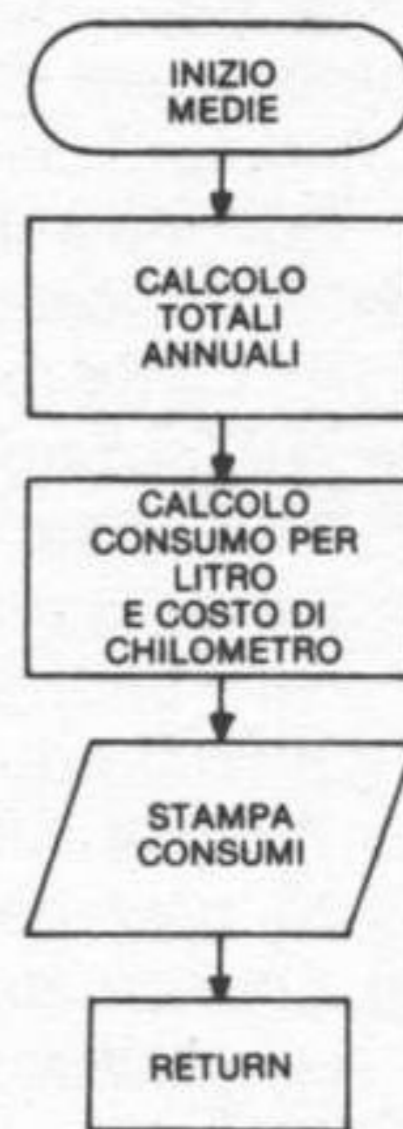 INIZIO
MEDIE
CALCOLO
TOTALI
ANNUALI
CALCOLO
CONSUMO PER
LITRO
E COSTO DI
CHILOMETRO
STAMPA
CONSUMI
RETURN